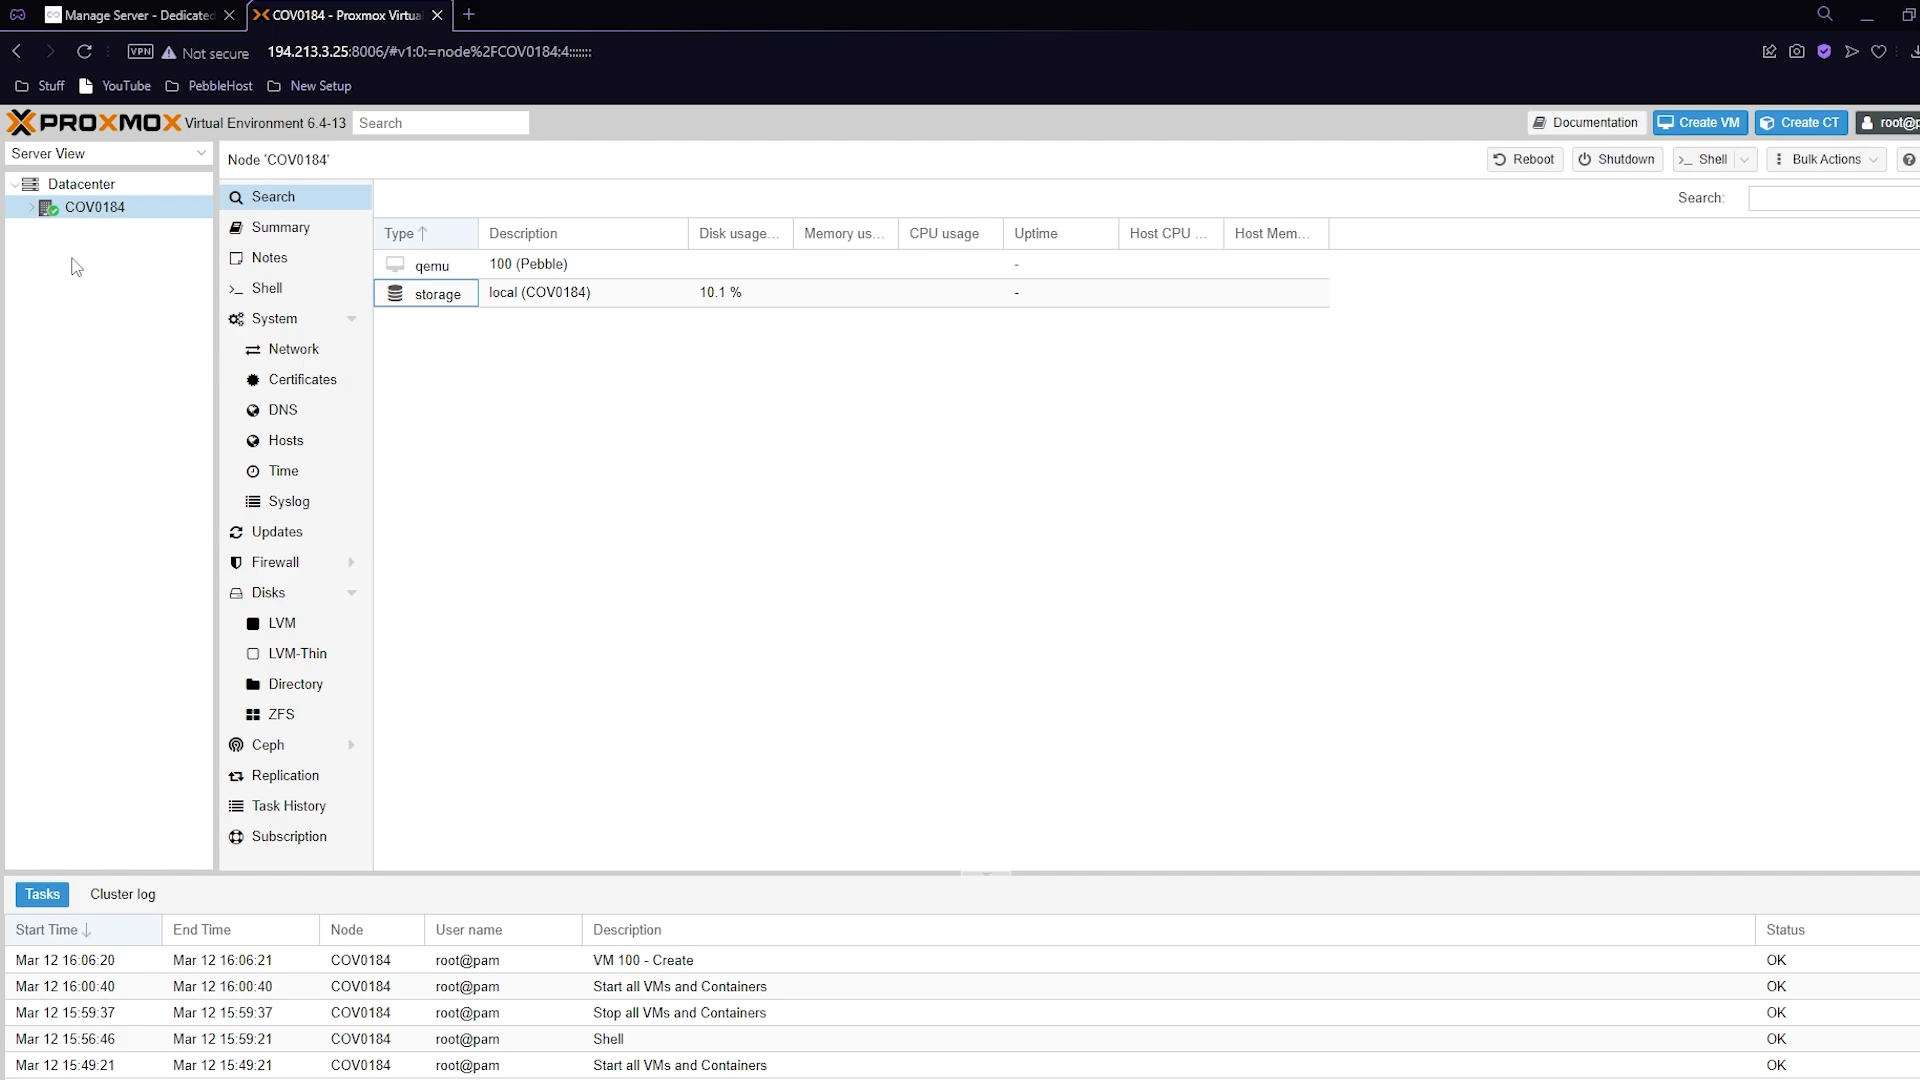 Manage Server - Dedicated
COV0184 - Proxmox Virtua
VPN Not secure 194.213.3.25:8006/#v1:0:=node%2FCOV0184:4:::::::
Stuff YouTube PebbleHost New Setup
PROXMOX Virtual Environment 6.4-13 Search Documentation Create VM Create CT root@p
Server View
Node 'COV0184' Reboot Shutdown Shell Bulk Actions
Datacenter
COV0184
Search
Summary
Notes
Shell
System
Network
Certificates
DNS
Hosts
Time
Syslog
Updates
Firewall
Disks
LVM
LVM-Thin
Directory
ZFS
Ceph
Replication
Task History
Subscription
Search:
Type Description Disk usage... Memory us... CPU usage Uptime Host CPU ... Host Mem...
qemu 100 (Pebble) -
storage local (COV0184) 10.1 % -
Tasks Cluster log
Start Time End Time Node User name Description Status
Mar 12 16:06:20 Mar 12 16:06:21 COV0184 root@pam VM 100 - Create OK
Mar 12 16:00:40 Mar 12 16:00:40 COV0184 root@pam Start all VMs and Containers OK
Mar 12 15:59:37 Mar 12 15:59:37 COV0184 root@pam Stop all VMs and Containers OK
Mar 12 15:56:46 Mar 12 15:59:21 COV0184 root@pam Shell OK
Mar 12 15:49:21 Mar 12 15:49:21 COV0184 root@pam Start all VMs and Containers OK